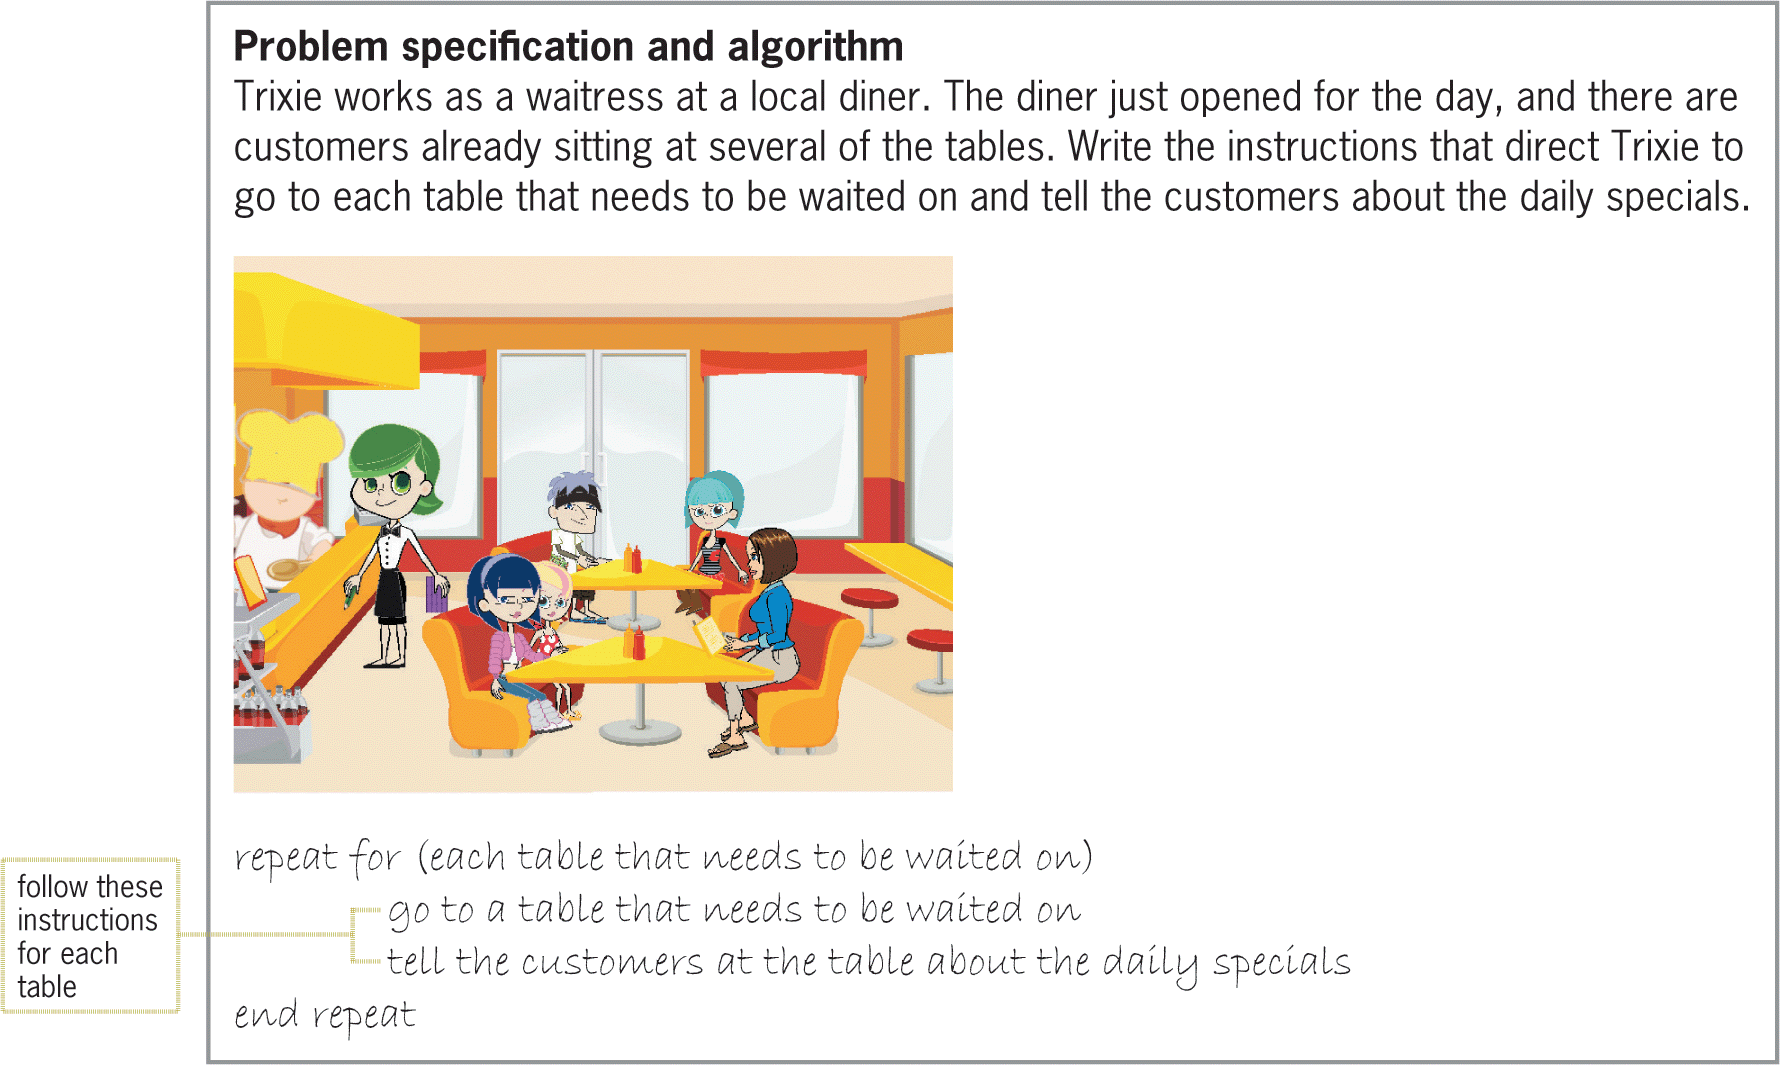 Problem specification and algorithm
Trixie works as a waitress at a local diner. The diner just opened for the day, and there are
customers already sitting at several of the tables. Write the instructions that direct Trixie to
go to each table that needs to be waited on and tell the customers about the daily specials.
repeat for (each table that needs to be waited on)
go to a table that needs to be waited on
tell the customers at the table about the daily specials
end repeat
follow these
instructions
for each
table